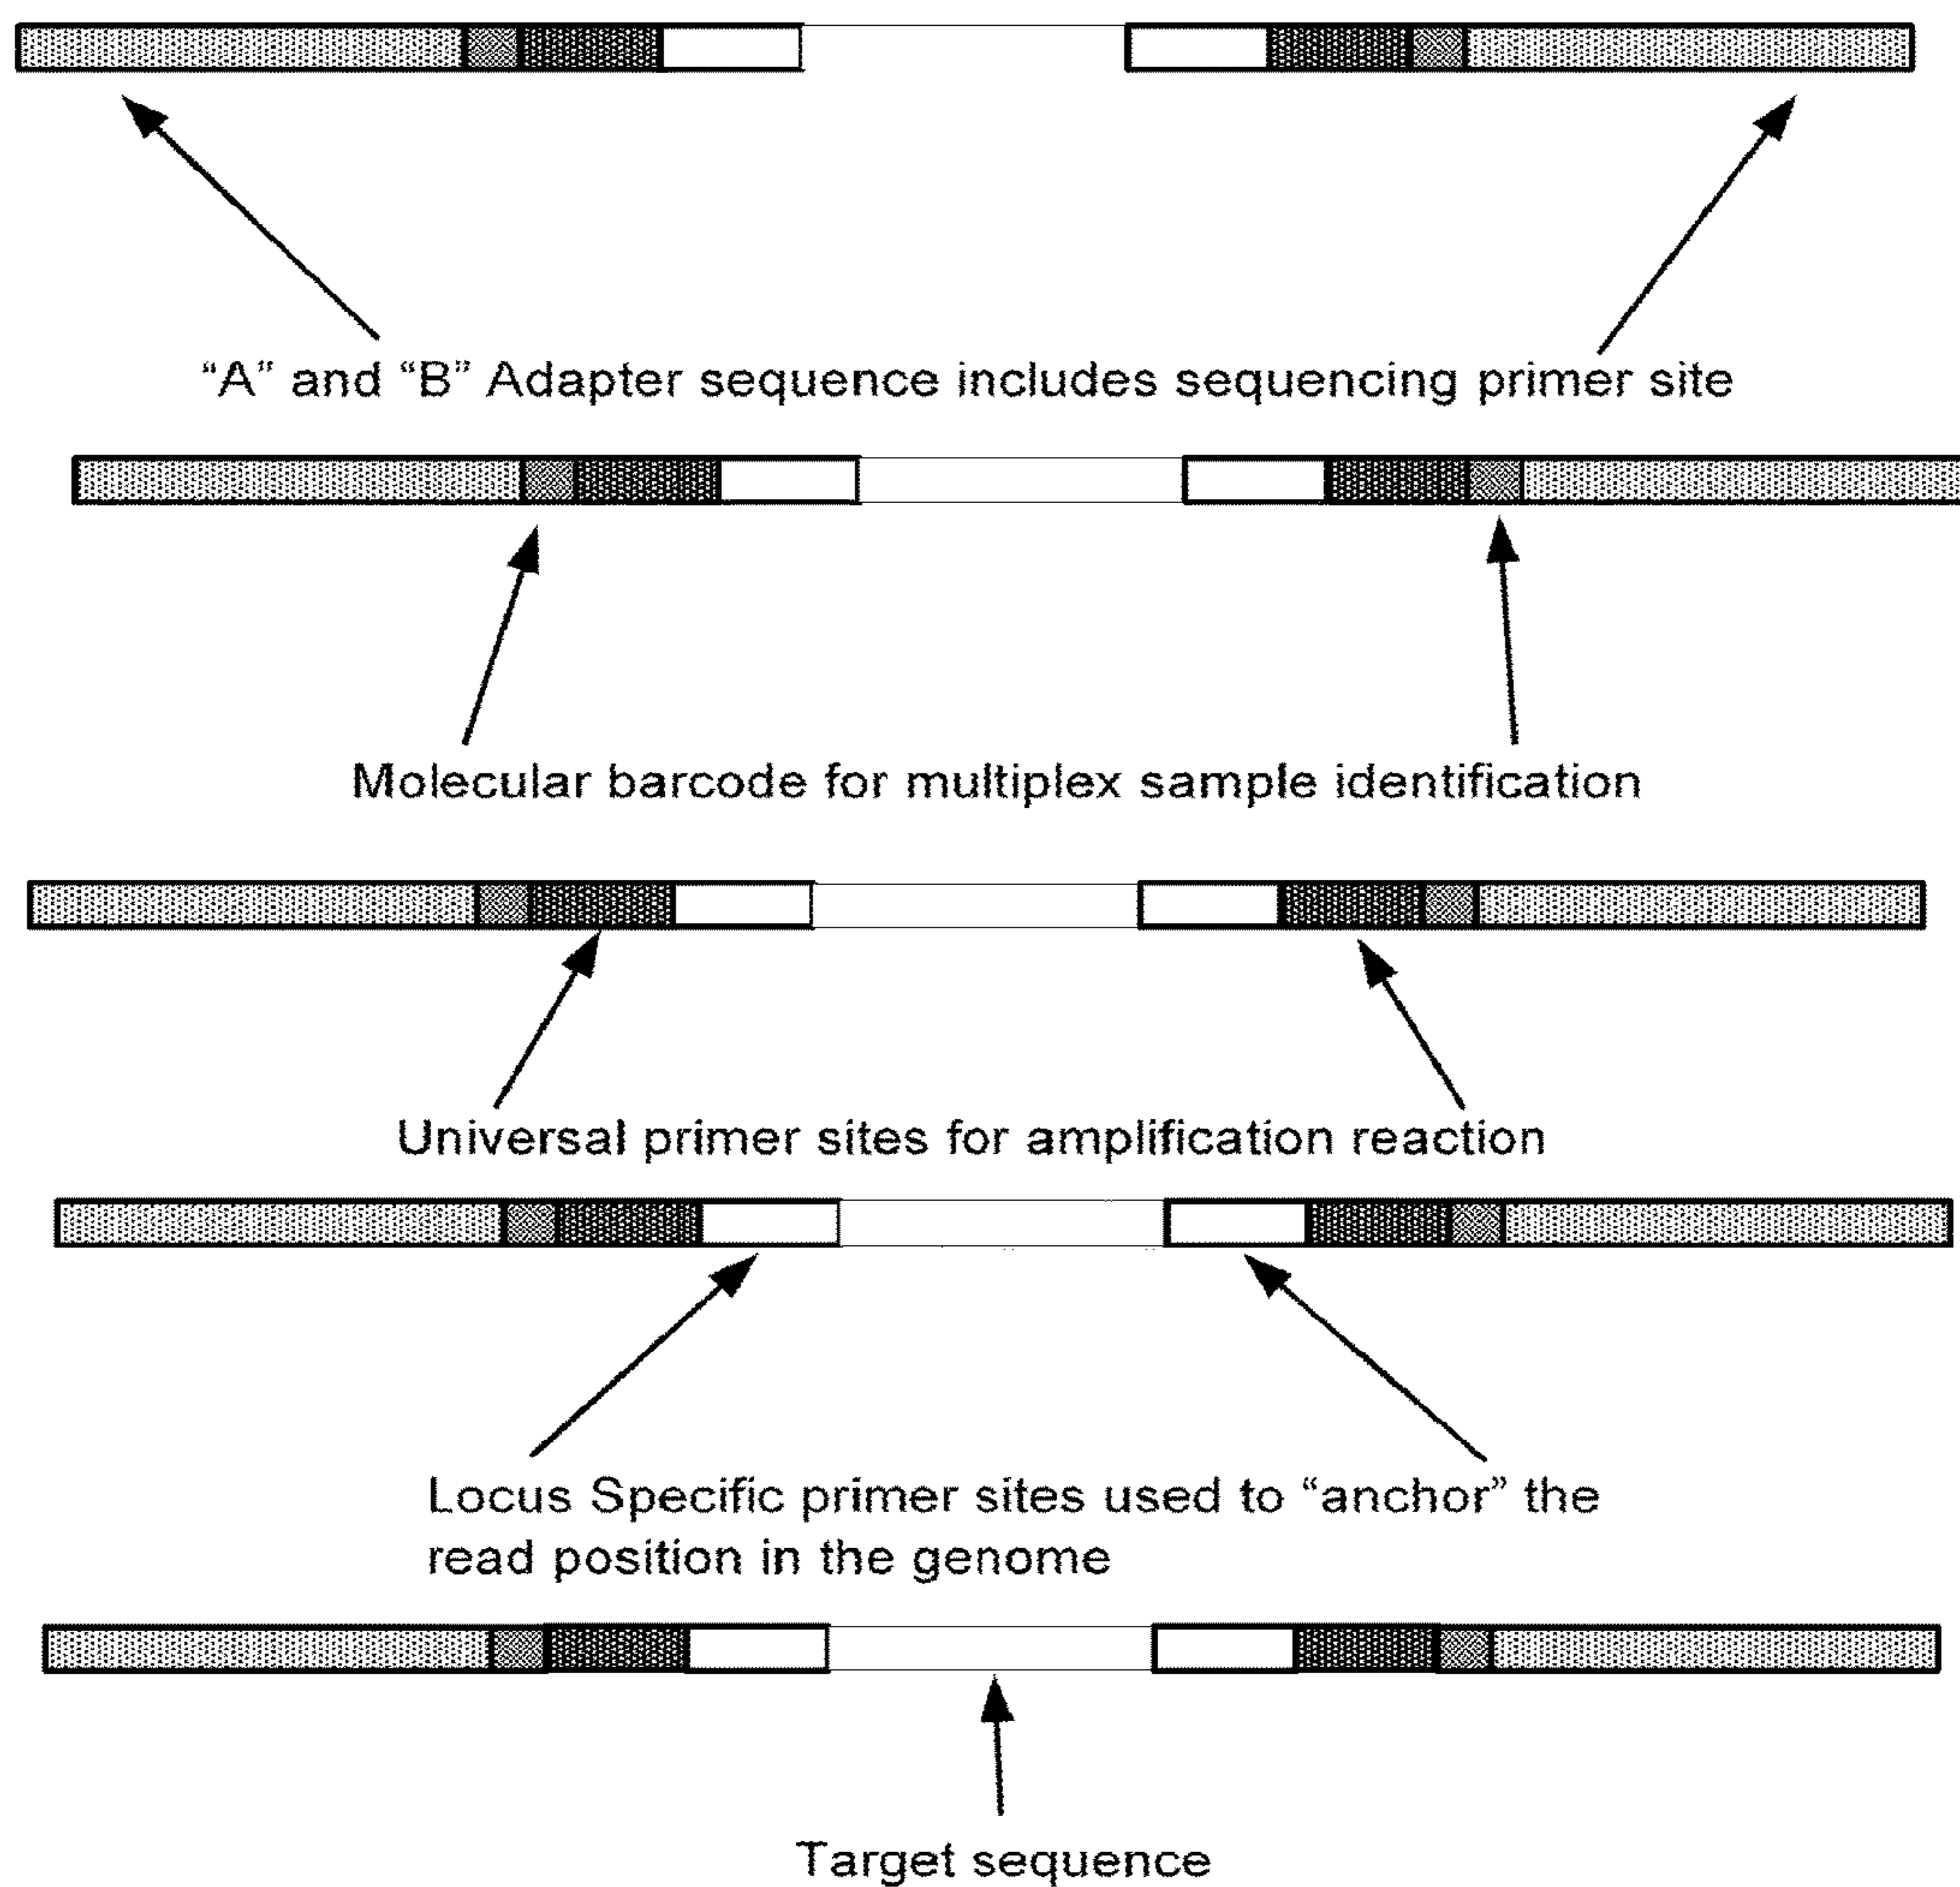 “A” and “B” Adapter sequence includes sequencing primer site
Molecular barcode for multiplex sample identification
Universal primer sites for amplification reaction
Locus Specific primer sites used to “anchor” the
read position in the genome
Target sequence